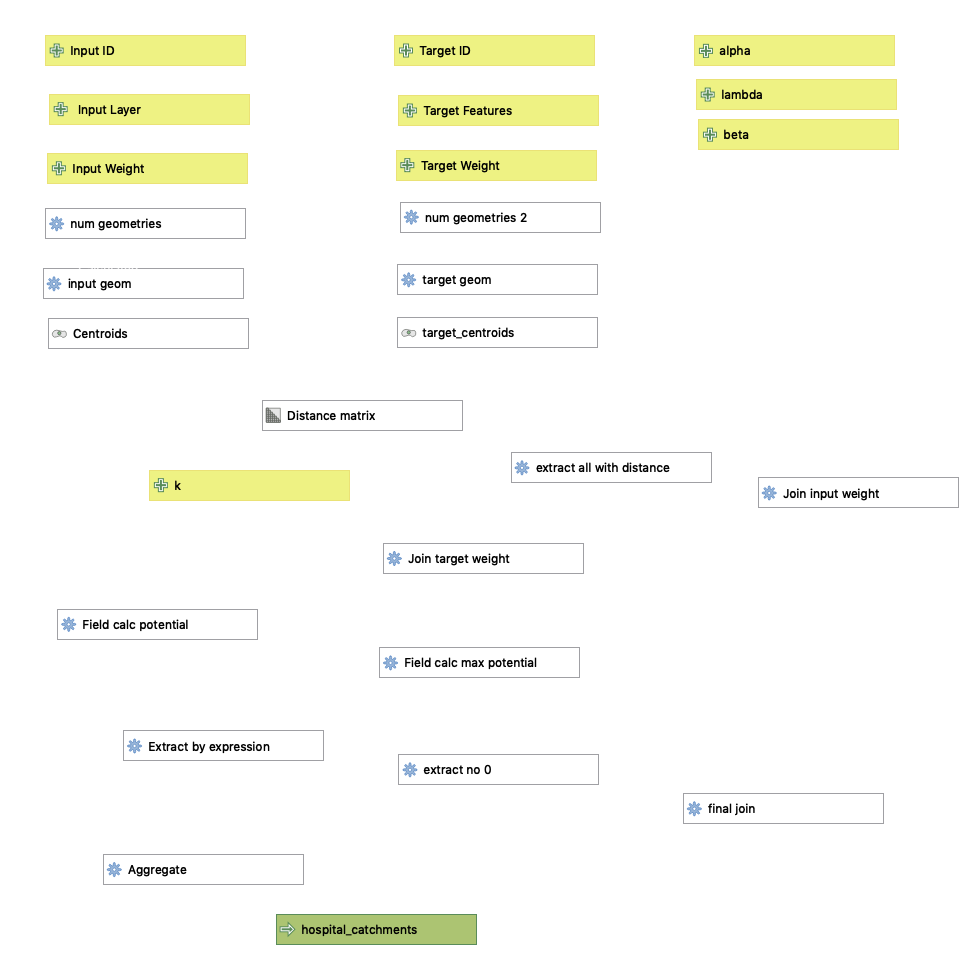 Input ID
Target ID
alpha
Input Layer
Target Features
lambda
beta
Input Weight
Target Weight
num geometries
num geometries 2
input geom
target geom
Centroids
target_centroids
Distance matrix
extract all with distance
k
Join input weight
Join target weight
Field calc potential
Field calc max potential
Extract by expression
extract no 0
final join
Aggregate
hospital_catchments